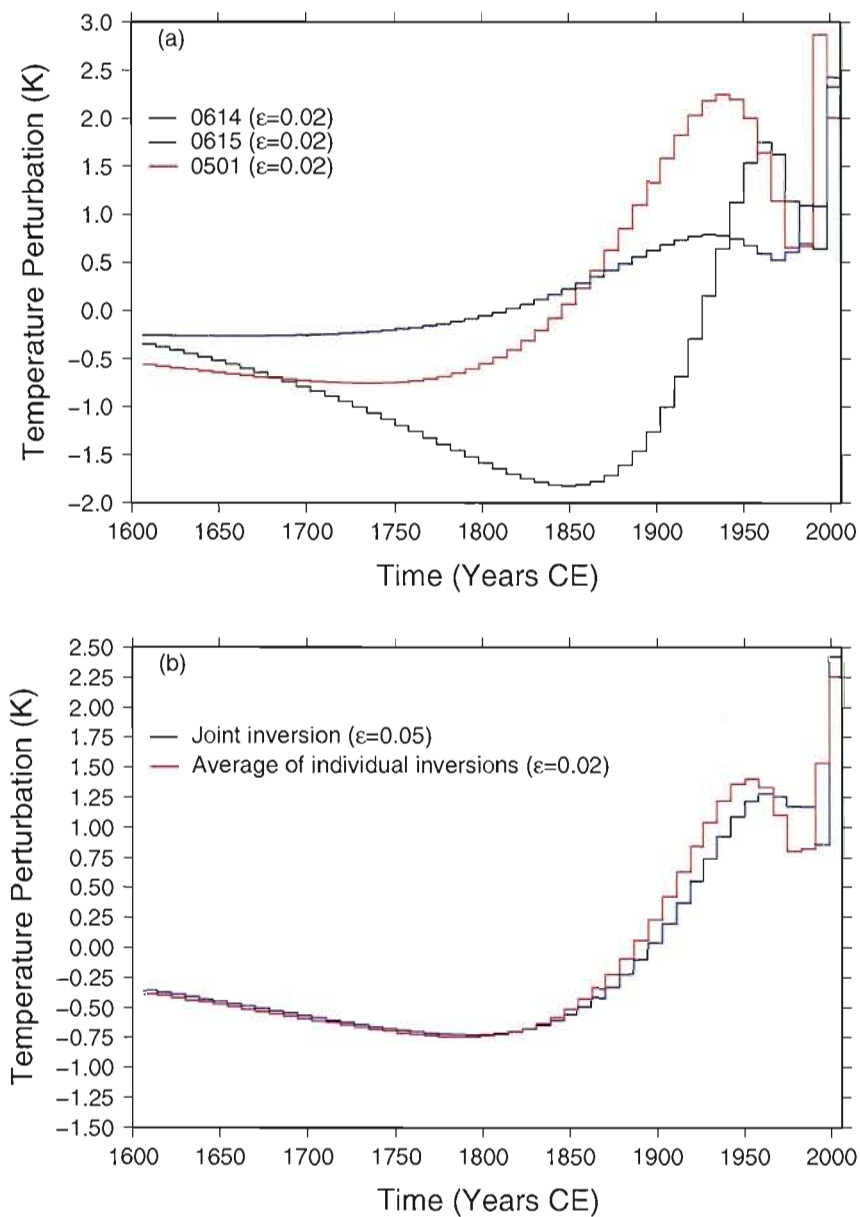 (a)
3.0
2.5
2.0
1.5
1.0
0.5
0.0
−0.5
−1.0
−1.5
−2.0
Temperature Perturbation (K)
0614 (ε=0.02)
0615 (ε=0.02)
0501 (ε=0.02)
1600 1650 1700 1750 1800 1850 1900 1950 2000
Time (Years CE)
(b)
2.50
2.25
2.00
1.75
1.50
1.25
1.00
0.75
0.50
0.25
0.00
−0.25
−0.50
−0.75
−1.00
−1.25
−1.50
Temperature Perturbation (K)
Joint inversion (ε=0.05)
Average of individual inversions (ε=0.02)
1600 1650 1700 1750 1800 1850 1900 1950 2000
Time (Years CE)